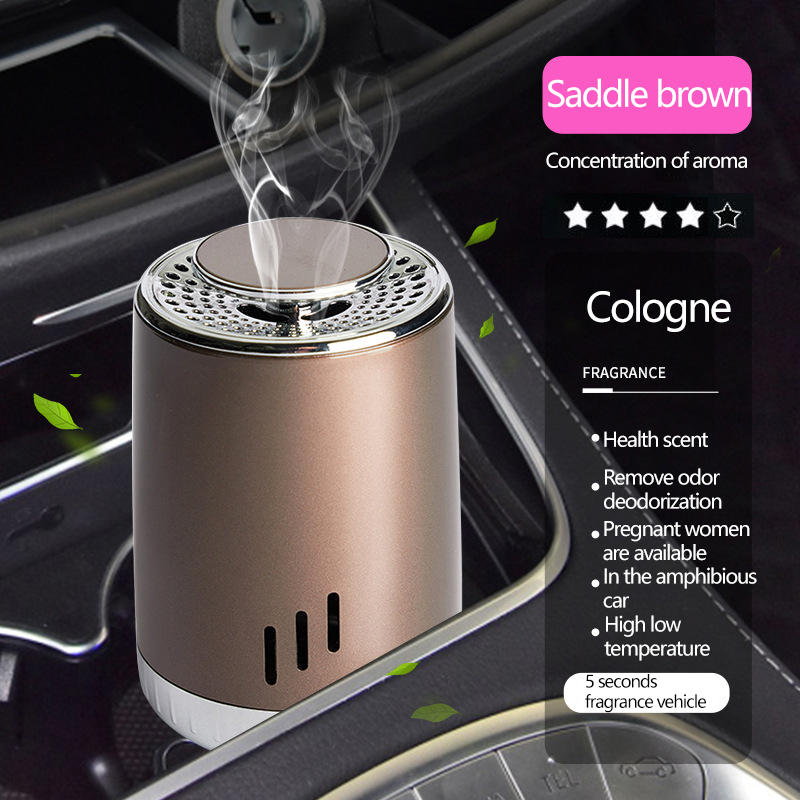 Saddle brown
Concentration of aroma
Cologne
FRAGRANCE
Health scent
Remove odor
deodorization
Pregnant women
are available
In the amphibious
car
High low
temperature
5 seconds
fragrance vehicle
TEL